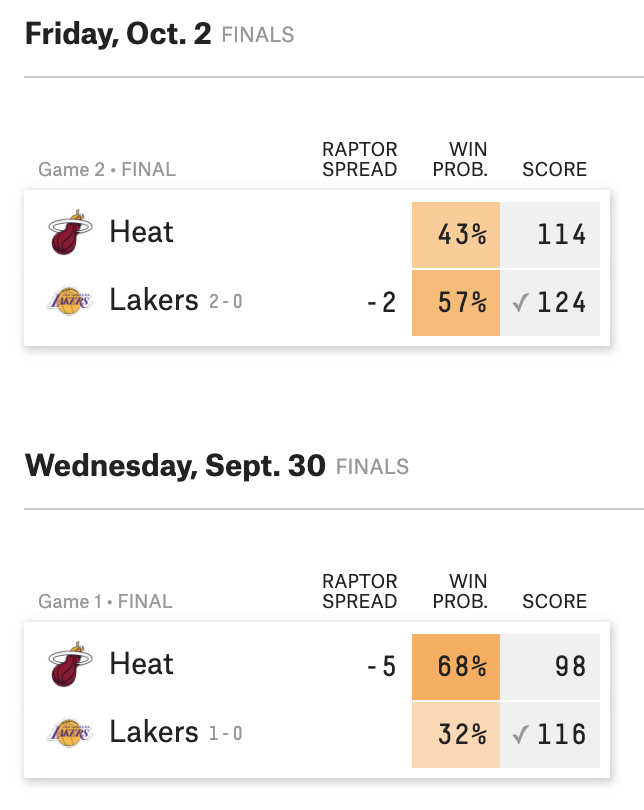 Friday, Oct. 2 FINALS
RAPTOR WIN
Game 2 • FINAL SPREAD PROB. SCORE
Heat 43% 114
LAKERS Lakers 2-0 -2 57% ✓ 124
Wednesday, Sept. 30 FINALS
RAPTOR WIN
Game 1 • FINAL SPREAD PROB. SCORE
Heat -5 68% 98
LAKERS Lakers 1-0 32% ✓ 116